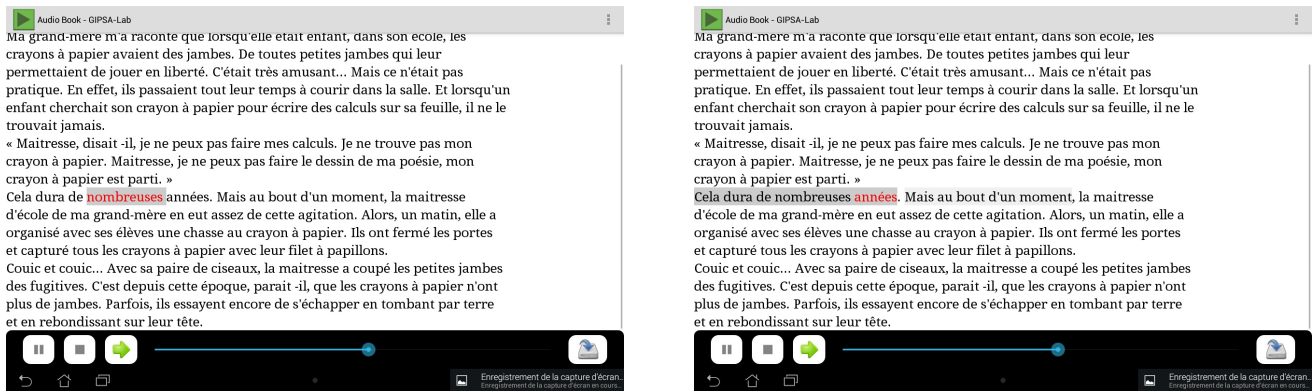 Audio Book - GIPSA-Lab
Ma grand-mère m'a raconté que lorsqu'elle était enfant, dans son école, les
crayons à papier avaient des jambes. De toutes petites jambes qui leur
permettaient de jouer en liberté. C'était très amusant... Mais ce n'était pas
pratique. En effet, ils passaient tout leur temps à courir dans la salle. Et lorsqu'un
enfant cherchait son crayon à papier pour écrire des calculs sur sa feuille, il ne le
trouvait jamais.
« Maitresse, disait -il, je ne peux pas faire mes calculs. Je ne trouve pas mon
crayon à papier. Maitresse, je ne peux pas faire le dessin de ma poésie, mon
crayon à papier est parti. »
Cela dura de nombreuses années. Mais au bout d'un moment, la maitresse
d'école de ma grand-mère en eut assez de cette agitation. Alors, un matin, elle a
organisé avec ses élèves une chasse au crayon à papier. Ils ont fermé les portes
et capturé tous les crayons à papier avec leur filet à papillons.
Couic et couic... Avec sa paire de ciseaux, la maitresse a coupé les petites jambes
des fugitives. C'est depuis cette époque, parait -il, que les crayons à papier n'ont
plus de jambes. Parfois, ils essayent encore de s'échapper en tombant par terre
et en rebondissant sur leur tête.
Enregistrement de la capture d'écran...
Enregistrement de la capture d'écran en cours...
Audio Book - GIPSA-Lab
Ma grand-mère m'a raconté que lorsqu'elle était enfant, dans son école, les
crayons à papier avaient des jambes. De toutes petites jambes qui leur
permettaient de jouer en liberté. C'était très amusant... Mais ce n'était pas
pratique. En effet, ils passaient tout leur temps à courir dans la salle. Et lorsqu'un
enfant cherchait son crayon à papier pour écrire des calculs sur sa feuille, il ne le
trouvait jamais.
« Maitresse, disait -il, je ne peux pas faire mes calculs. Je ne trouve pas mon
crayon à papier. Maitresse, je ne peux pas faire le dessin de ma poésie, mon
crayon à papier est parti. »
Cela dura de nombreuses années. Mais au bout d'un moment, la maitresse
d'école de ma grand-mère en eut assez de cette agitation. Alors, un matin, elle a
organisé avec ses élèves une chasse au crayon à papier. Ils ont fermé les portes
et capturé tous les crayons à papier avec leur filet à papillons.
Couic et couic... Avec sa paire de ciseaux, la maitresse a coupé les petites jambes
des fugitives. C'est depuis cette époque, parait -il, que les crayons à papier n'ont
plus de jambes. Parfois, ils essayent encore de s'échapper en tombant par terre
et en rebondissant sur leur tête.
Enregistrement de la capture d'écran...
Enregistrement de la capture d'écran en cours...